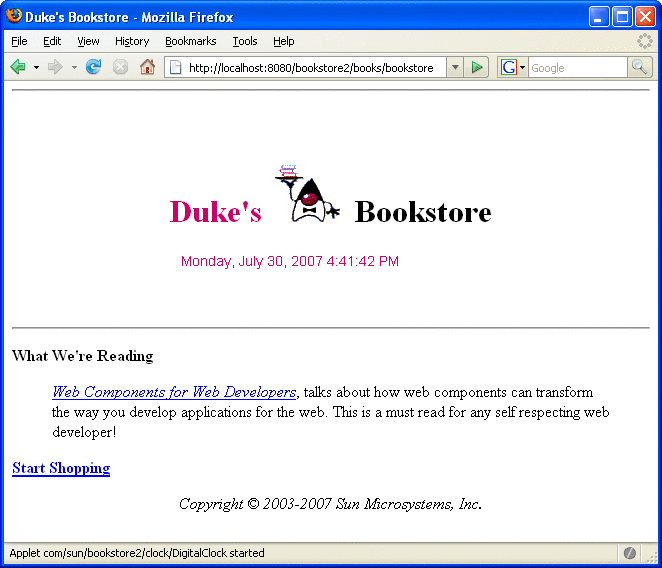 Duke's Bookstore - Mozilla Firefox
File Edit View History Bookmarks Tools Help
http://localhost:8080/bookstore2/books/bookstore G Google
Duke's Bookstore
Monday, July 30, 2007 4:41:42 PM
What We're Reading
Web Components for Web Developers, talks about how web components can transform
the way you develop applications for the web. This is a must read for any self respecting web
developer!
Start Shopping
Copyright © 2003-2007 Sun Microsystems, Inc.
Applet com/sun/bookstore2/clock/DigitalClock started